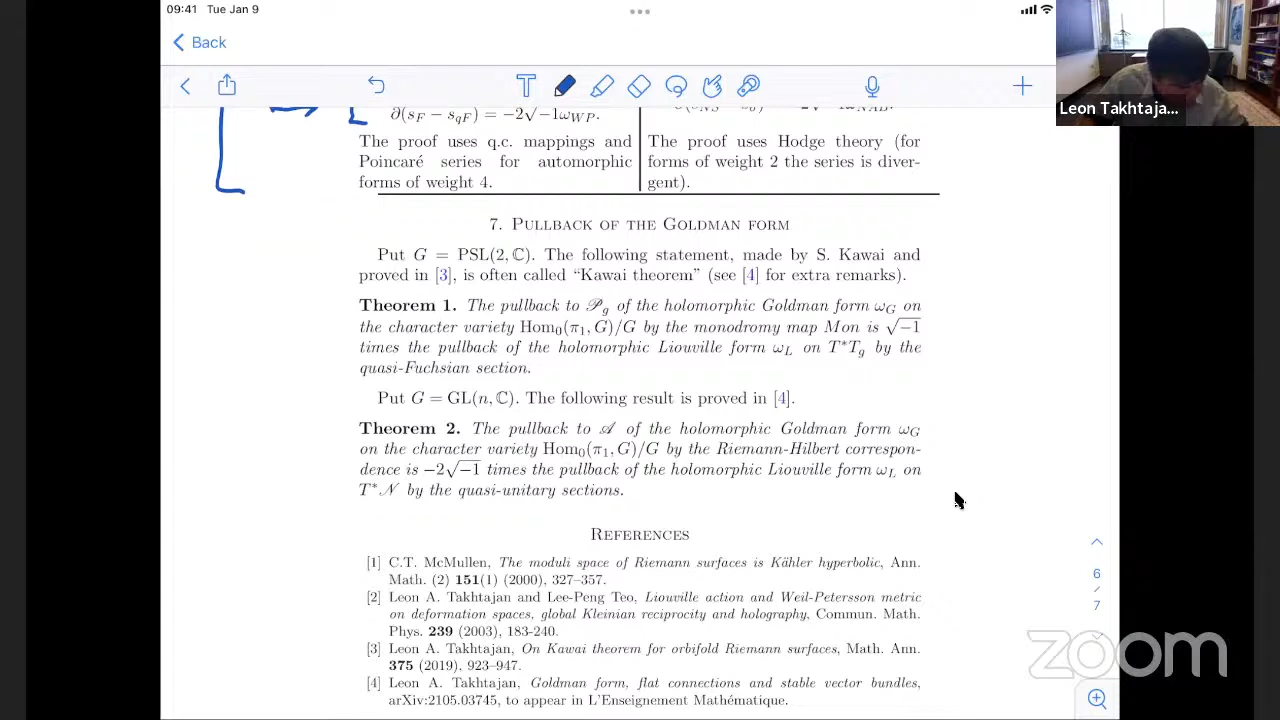 09:41 Tue Jan 9
Back
∂(s_F − s_qF) = −2√−1ω_WP.
The proof uses q.c. mappings and
Poincaré series for automorphic
forms of weight 4.
The proof uses Hodge theory (for
forms of weight 2 the series is diver-
gent).
7. Pullback of the Goldman form
Put G = PSL(2, ℂ). The following statement, made by S. Kawai and
proved in [3], is often called “Kawai theorem” (see [4] for extra remarks).
Theorem 1. The pullback to 𝒫_g of the holomorphic Goldman form ω_G on
the character variety Hom₀(π₁, G)/G by the monodromy map Mon is √−1
times the pullback of the holomorphic Liouville form ω_L on T*T_g by the
quasi-Fuchsian section.
Put G = GL(n, ℂ). The following result is proved in [4].
Theorem 2. The pullback to 𝒜 of the holomorphic Goldman form ω_G
on the character variety Hom₀(π₁, G)/G by the Riemann-Hilbert correspon-
dence is −2√−1 times the pullback of the holomorphic Liouville form ω_L on
T*𝒩 by the quasi-unitary sections.
References
[1] C.T. McMullen, The moduli space of Riemann surfaces is Kähler hyperbolic, Ann.
Math. (2) 151(1) (2000), 327–357.
[2] Leon A. Takhtajan and Lee-Peng Teo, Liouville action and Weil-Petersson metric
on deformation spaces, global Kleinian reciprocity and holography, Commun. Math.
Phys. 239 (2003), 183-240.
[3] Leon A. Takhtajan, On Kawai theorem for orbifold Riemann surfaces, Math. Ann.
375 (2019), 923–947.
[4] Leon A. Takhtajan, Goldman form, flat connections and stable vector bundles,
arXiv:2105.03745, to appear in L’Enseignement Mathématique.
6
/
7
Leon Takhtaja...
zoom